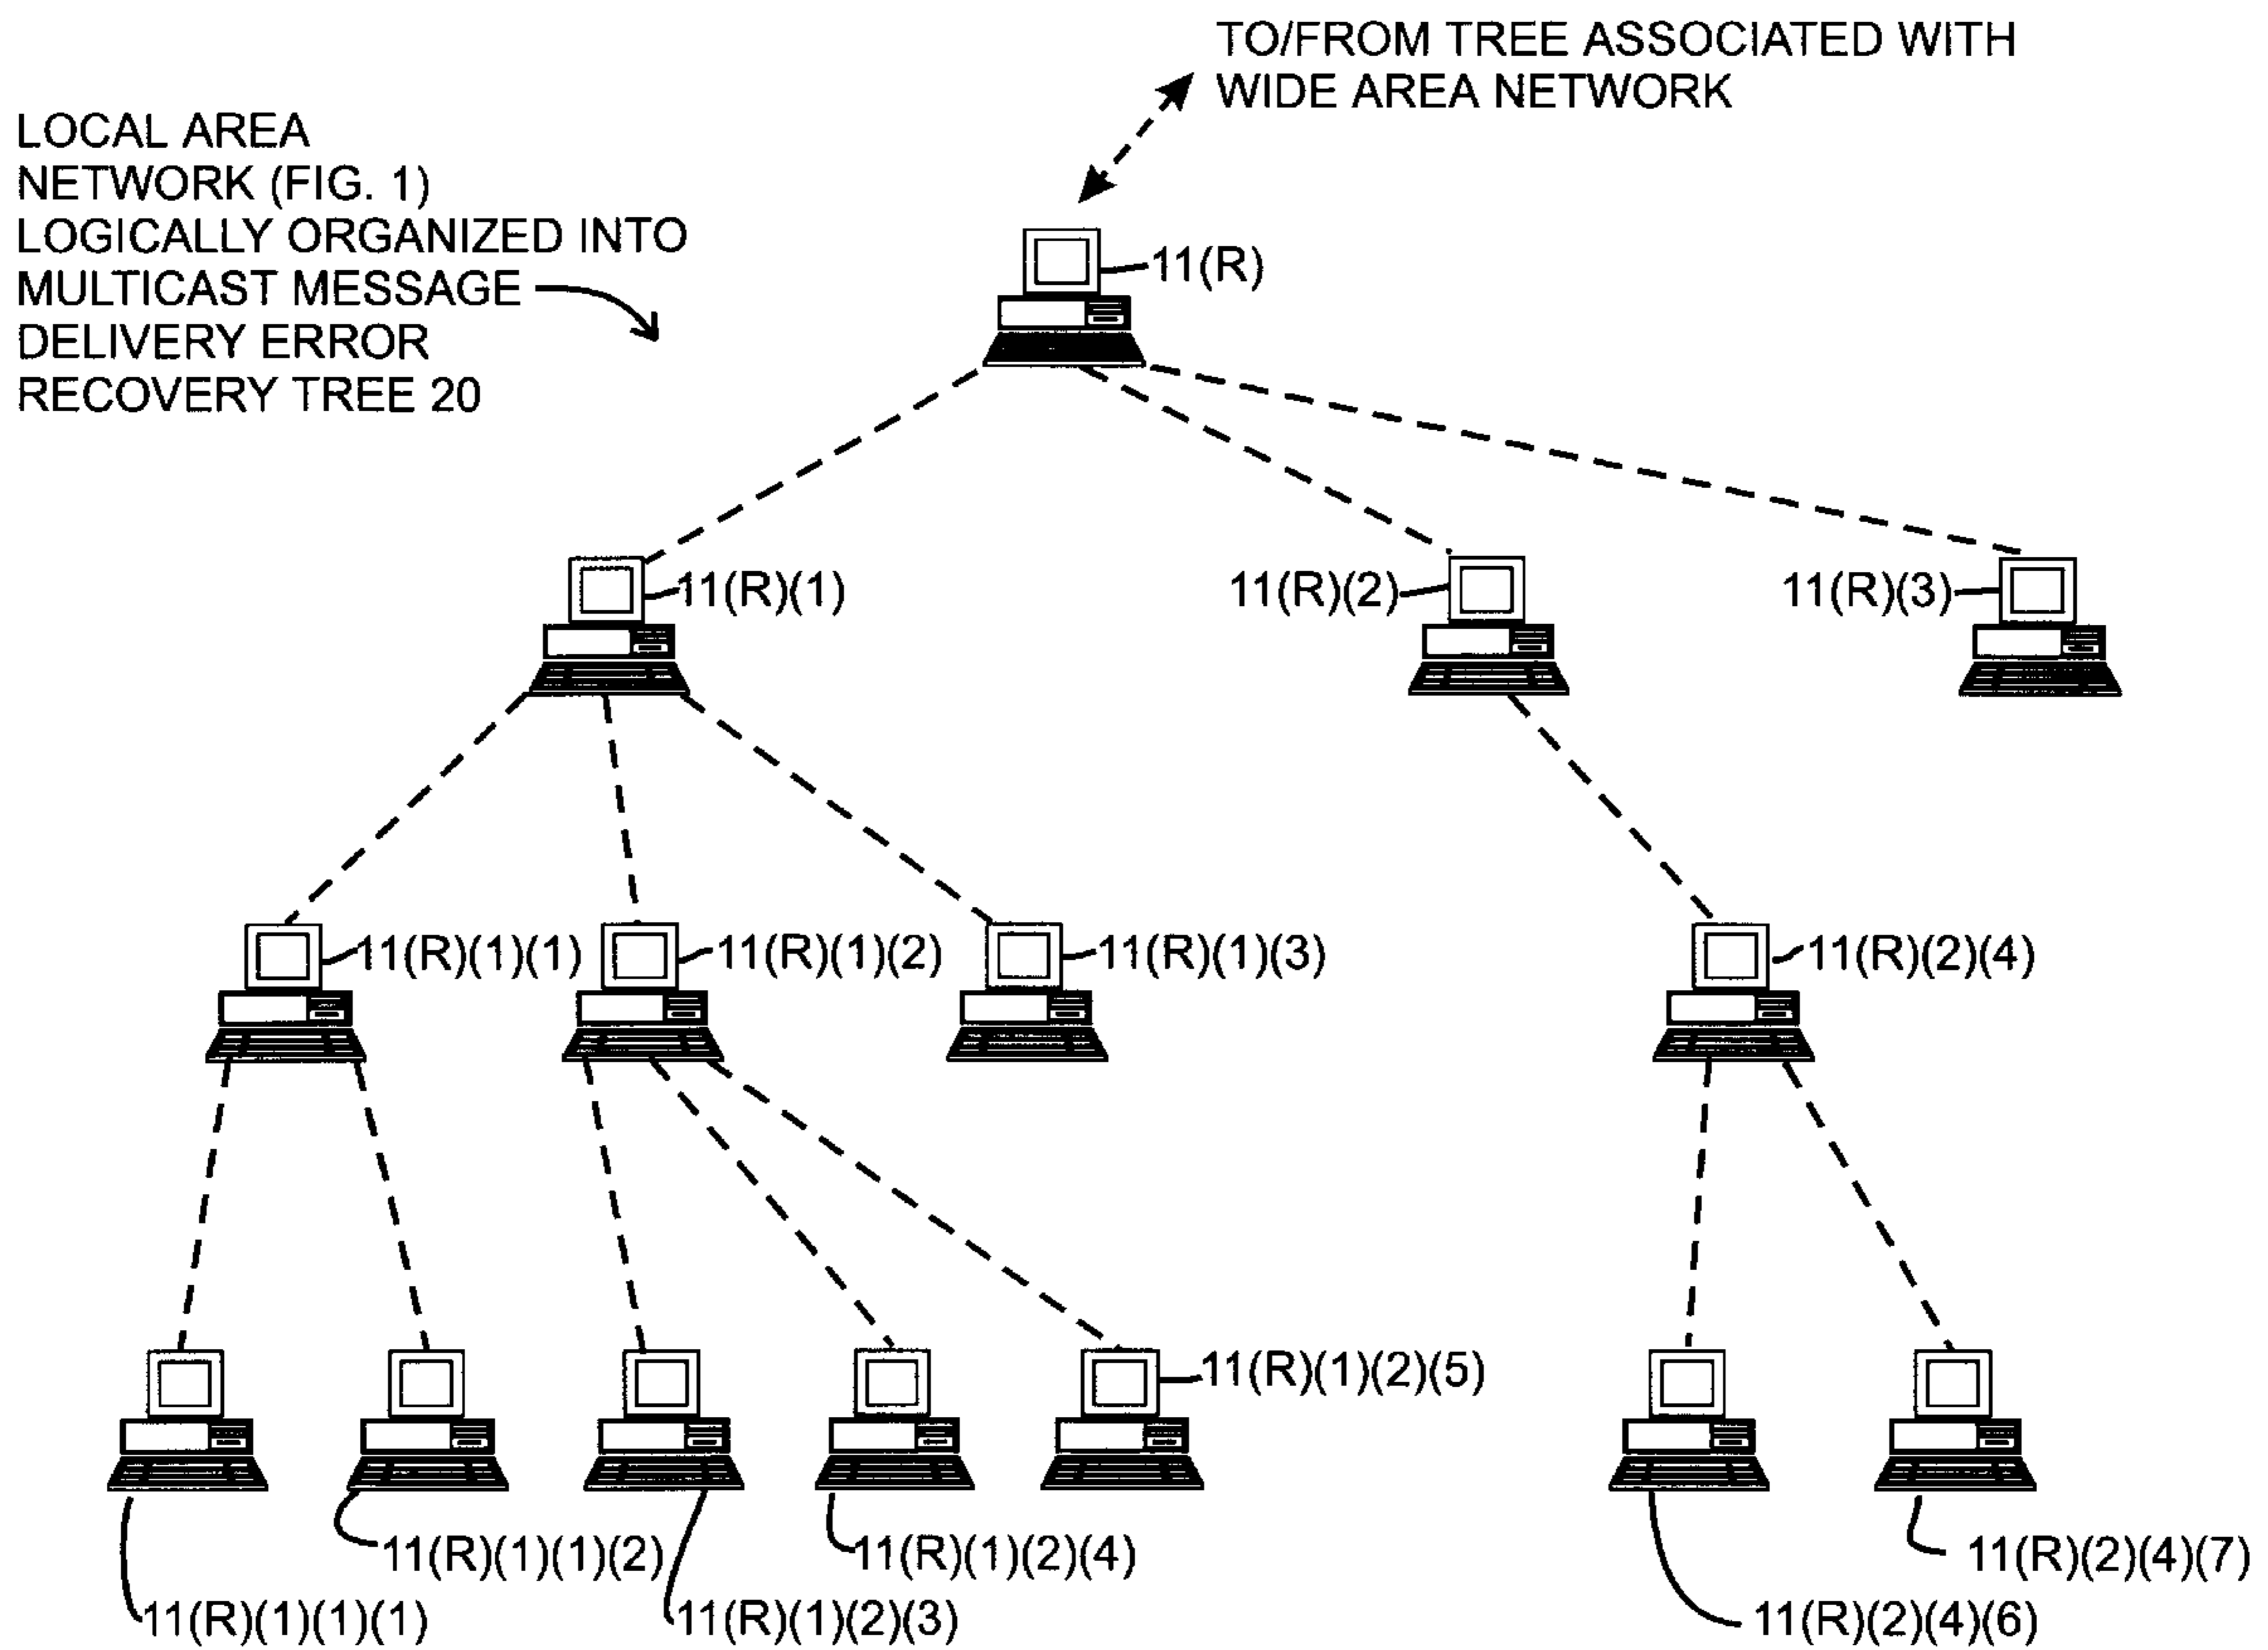 TO/FROM TREE ASSOCIATED WITH
WIDE AREA NETWORK
LOCAL AREA
NETWORK (FIG. 1)
LOGICALLY ORGANIZED INTO
MULTICAST MESSAGE
DELIVERY ERROR
RECOVERY TREE 20
11(R)
11(R)(1)
11(R)(2)
11(R)(3)
11(R)(1)(1)
11(R)(1)(2)
11(R)(1)(3)
11(R)(2)(4)
11(R)(1)(2)(5)
11(R)(1)(1)(2)
11(R)(1)(2)(4)
11(R)(2)(4)(7)
11(R)(1)(1)(1)
11(R)(1)(2)(3)
11(R)(2)(4)(6)